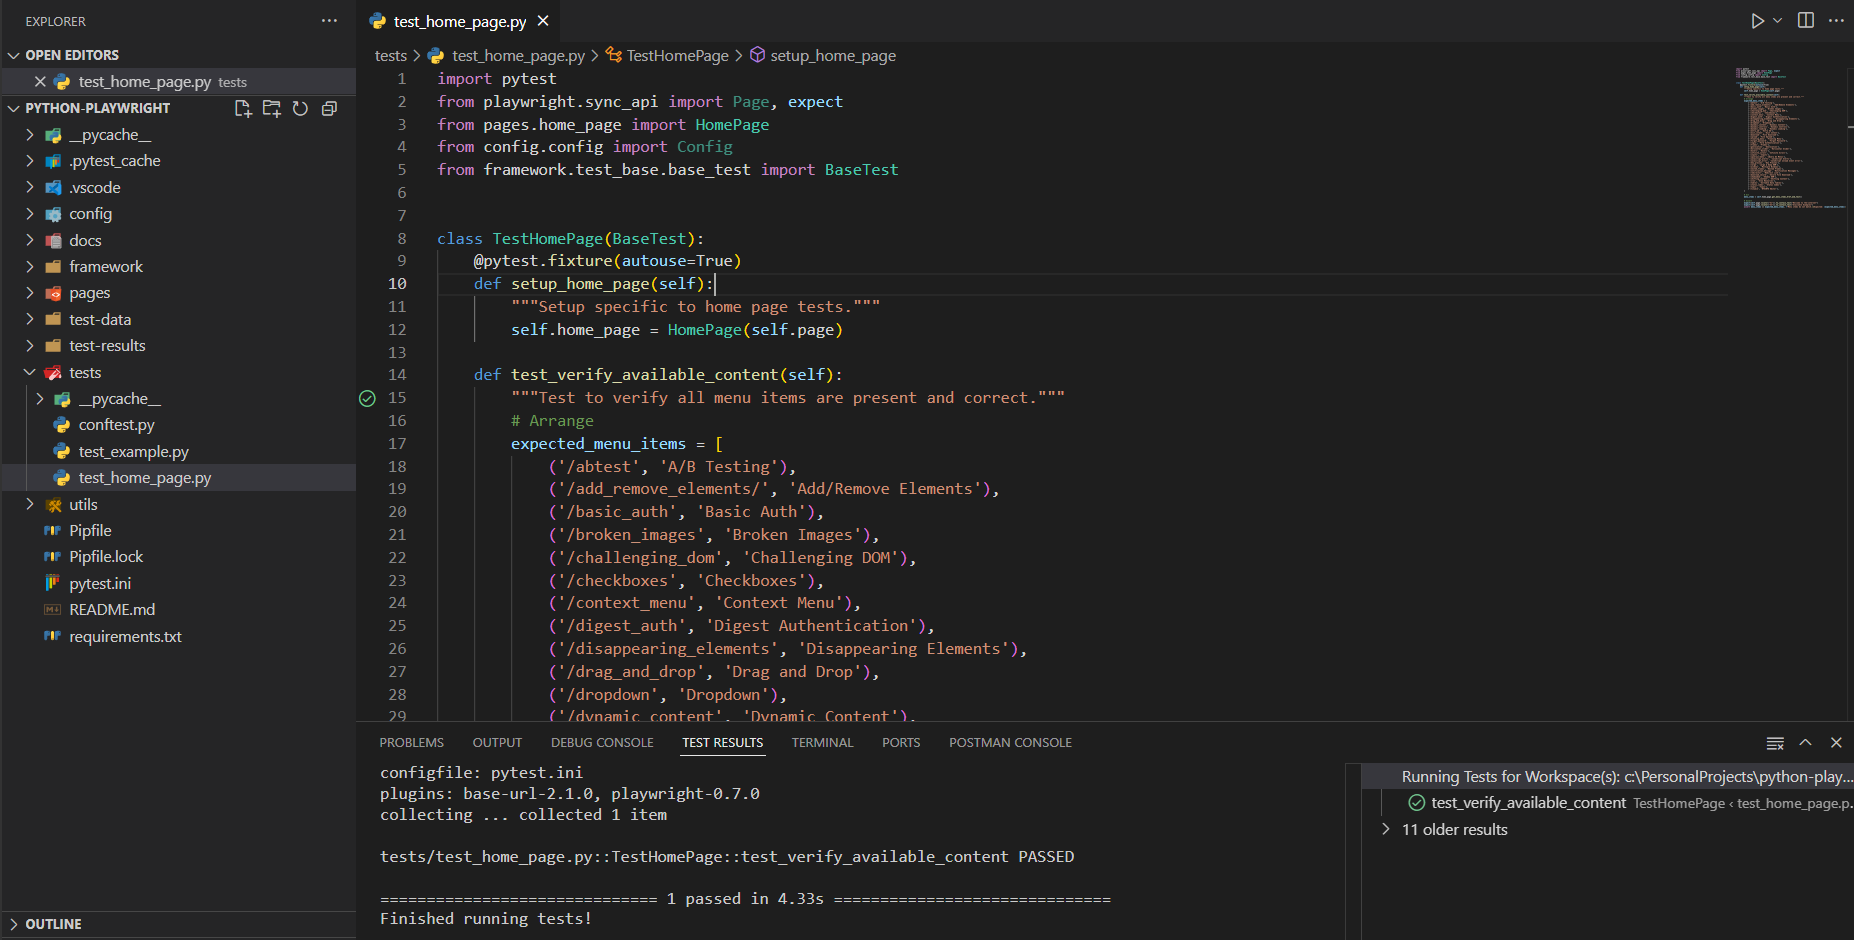 EXPLORER
OPEN EDITORS
test_home_page.py tests
PYTHON-PLAYWRIGHT
__pycache__
.pytest_cache
.vscode
config
docs
framework
pages
test-data
test-results
tests
__pycache__
conftest.py
test_example.py
test_home_page.py
utils
Pipfile
Pipfile.lock
pytest.ini
README.md
requirements.txt
OUTLINE
test_home_page.py
tests > test_home_page.py > TestHomePage > setup_home_page
1 import pytest
2 from playwright.sync_api import Page, expect
3 from pages.home_page import HomePage
4 from config.config import Config
5 from framework.test_base.base_test import BaseTest
6
7
8 class TestHomePage(BaseTest):
9 @pytest.fixture(autouse=True)
10 def setup_home_page(self):
11 """Setup specific to home page tests."""
12 self.home_page = HomePage(self.page)
13
14 def test_verify_available_content(self):
15 """Test to verify all menu items are present and correct."""
16 # Arrange
17 expected_menu_items = [
18 ('/abtest', 'A/B Testing'),
19 ('/add_remove_elements/', 'Add/Remove Elements'),
20 ('/basic_auth', 'Basic Auth'),
21 ('/broken_images', 'Broken Images'),
22 ('/challenging_dom', 'Challenging DOM'),
23 ('/checkboxes', 'Checkboxes'),
24 ('/context_menu', 'Context Menu'),
25 ('/digest_auth', 'Digest Authentication'),
26 ('/disappearing_elements', 'Disappearing Elements'),
27 ('/drag_and_drop', 'Drag and Drop'),
28 ('/dropdown', 'Dropdown'),
29 ('/dynamic_content', 'Dynamic Content'),
PROBLEMS OUTPUT DEBUG CONSOLE TEST RESULTS TERMINAL PORTS POSTMAN CONSOLE
configfile: pytest.ini
plugins: base-url-2.1.0, playwright-0.7.0
collecting ... collected 1 item
tests/test_home_page.py::TestHomePage::test_verify_available_content PASSED
============================== 1 passed in 4.33s ==============================
Finished running tests!
Running Tests for Workspace(s): c:\PersonalProjects\python-play...
test_verify_available_content TestHomePage ‹ test_home_page.p...
11 older results